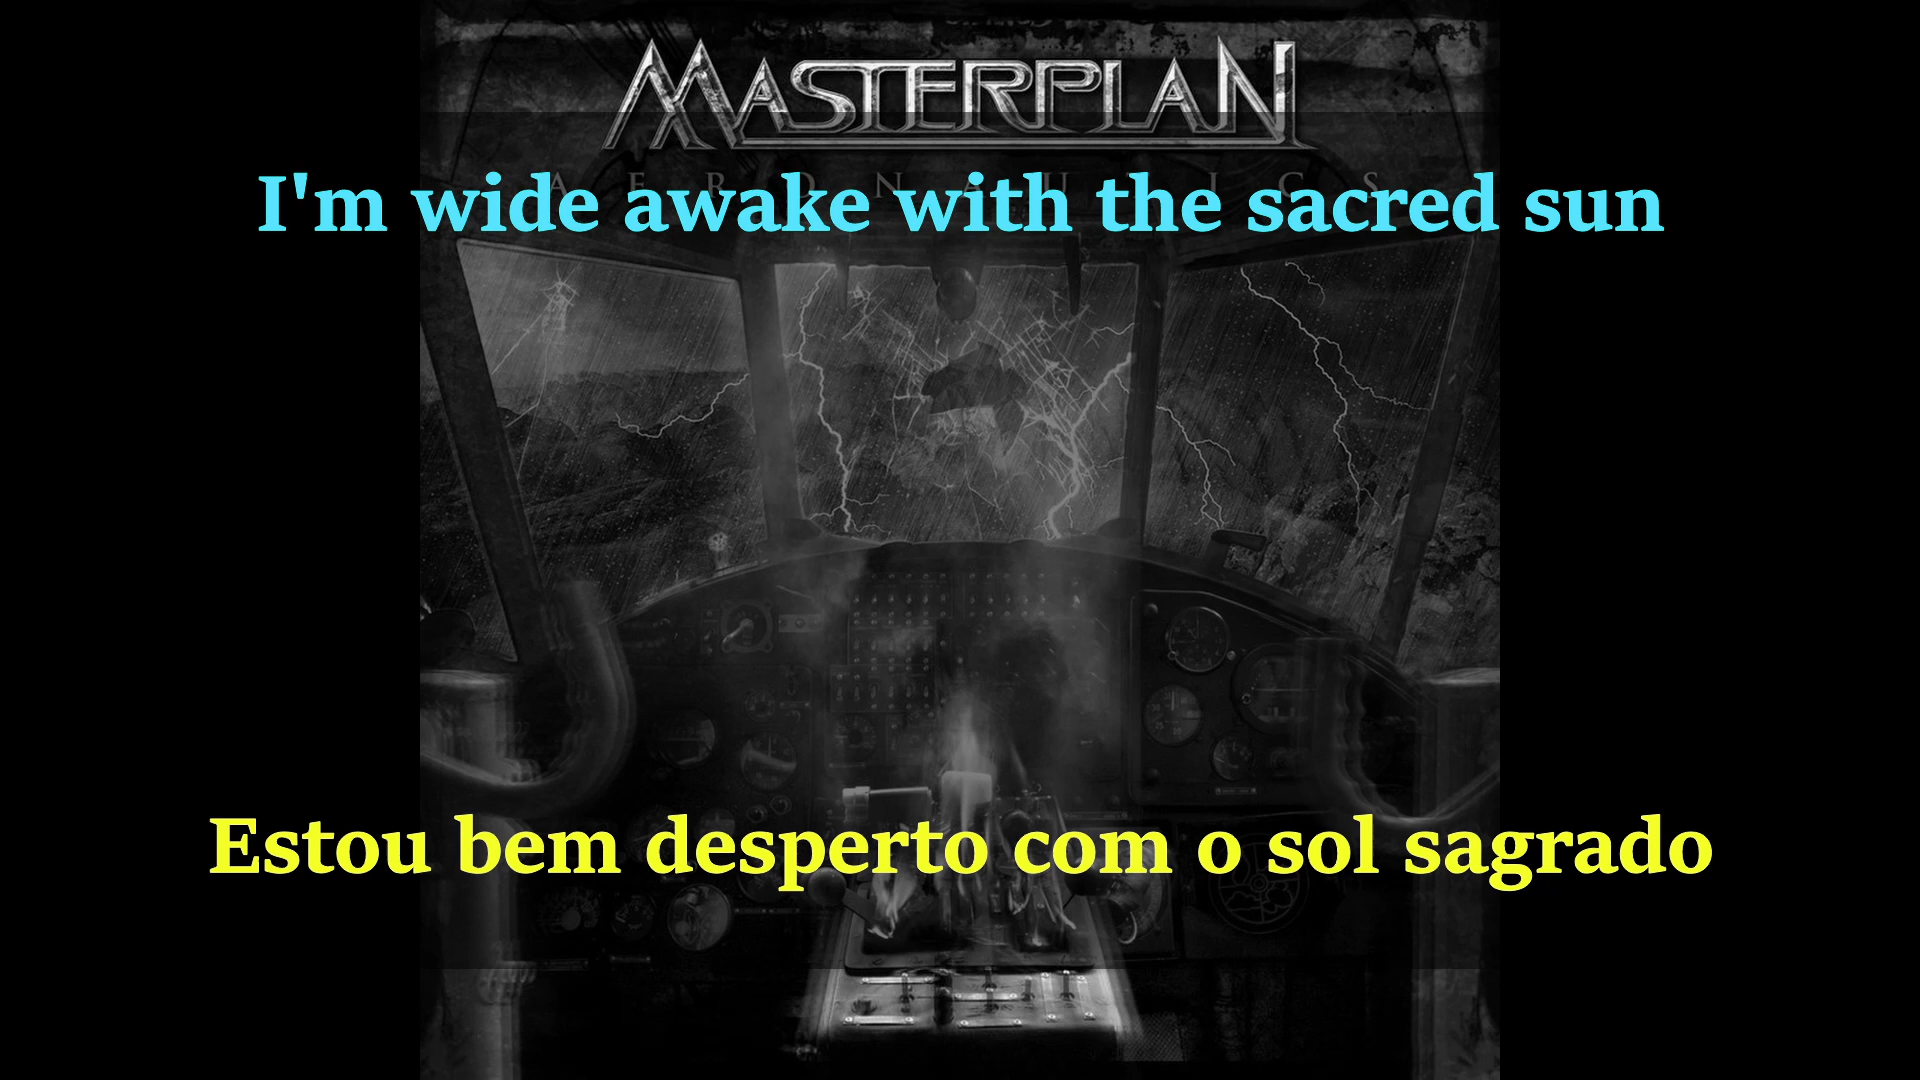 MASTERPLAN
AERONAUTICS
I'm wide awake with the sacred sun
Estou bem desperto com o sol sagrado